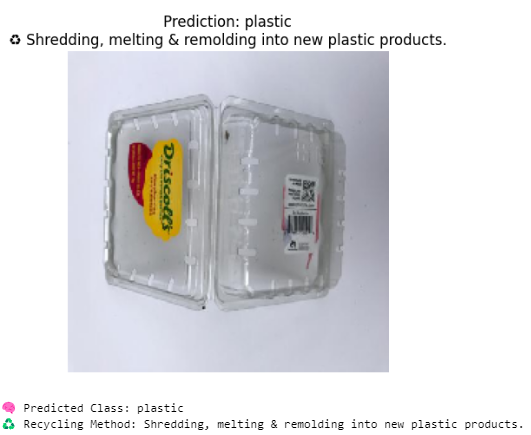 Prediction: plastic
♻ Shredding, melting & remolding into new plastic products.
Driscoll's
🧠 Predicted Class: plastic
♻️ Recycling Method: Shredding, melting & remolding into new plastic products.